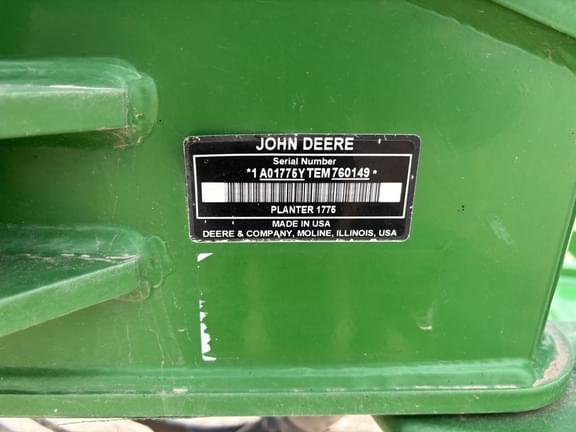 JOHN DEERE
Serial Number
*1A01775YTEM760149*
PLANTER 1775
MADE IN USA
DEERE & COMPANY, MOLINE, ILLINOIS, USA